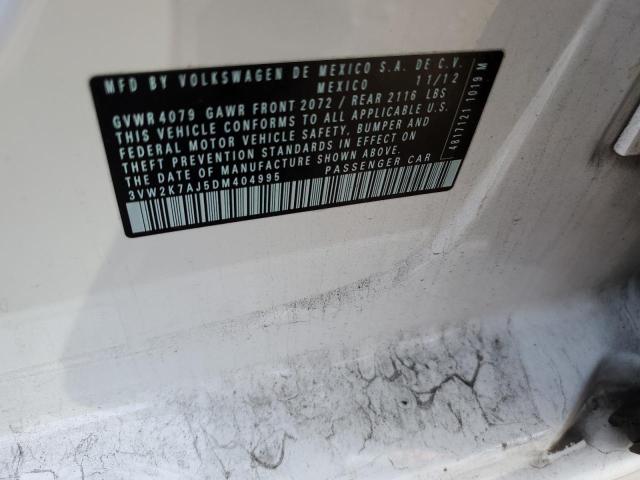 MFD BY VOLKSWAGEN DE MEXICO S.A. DE C.V.
MEXICO 11/12
GVWR 4079 GAWR FRONT 2072 / REAR 2116 LBS
THIS VEHICLE CONFORMS TO ALL APPLICABLE U.S.
FEDERAL MOTOR VEHICLE SAFETY, BUMPER AND
THEFT PREVENTION STANDARDS IN EFFECT ON
THE DATE OF MANUFACTURE SHOWN ABOVE.
3VW2K7AJ5DM404995 PASSENGER CAR
4817121 1019 M